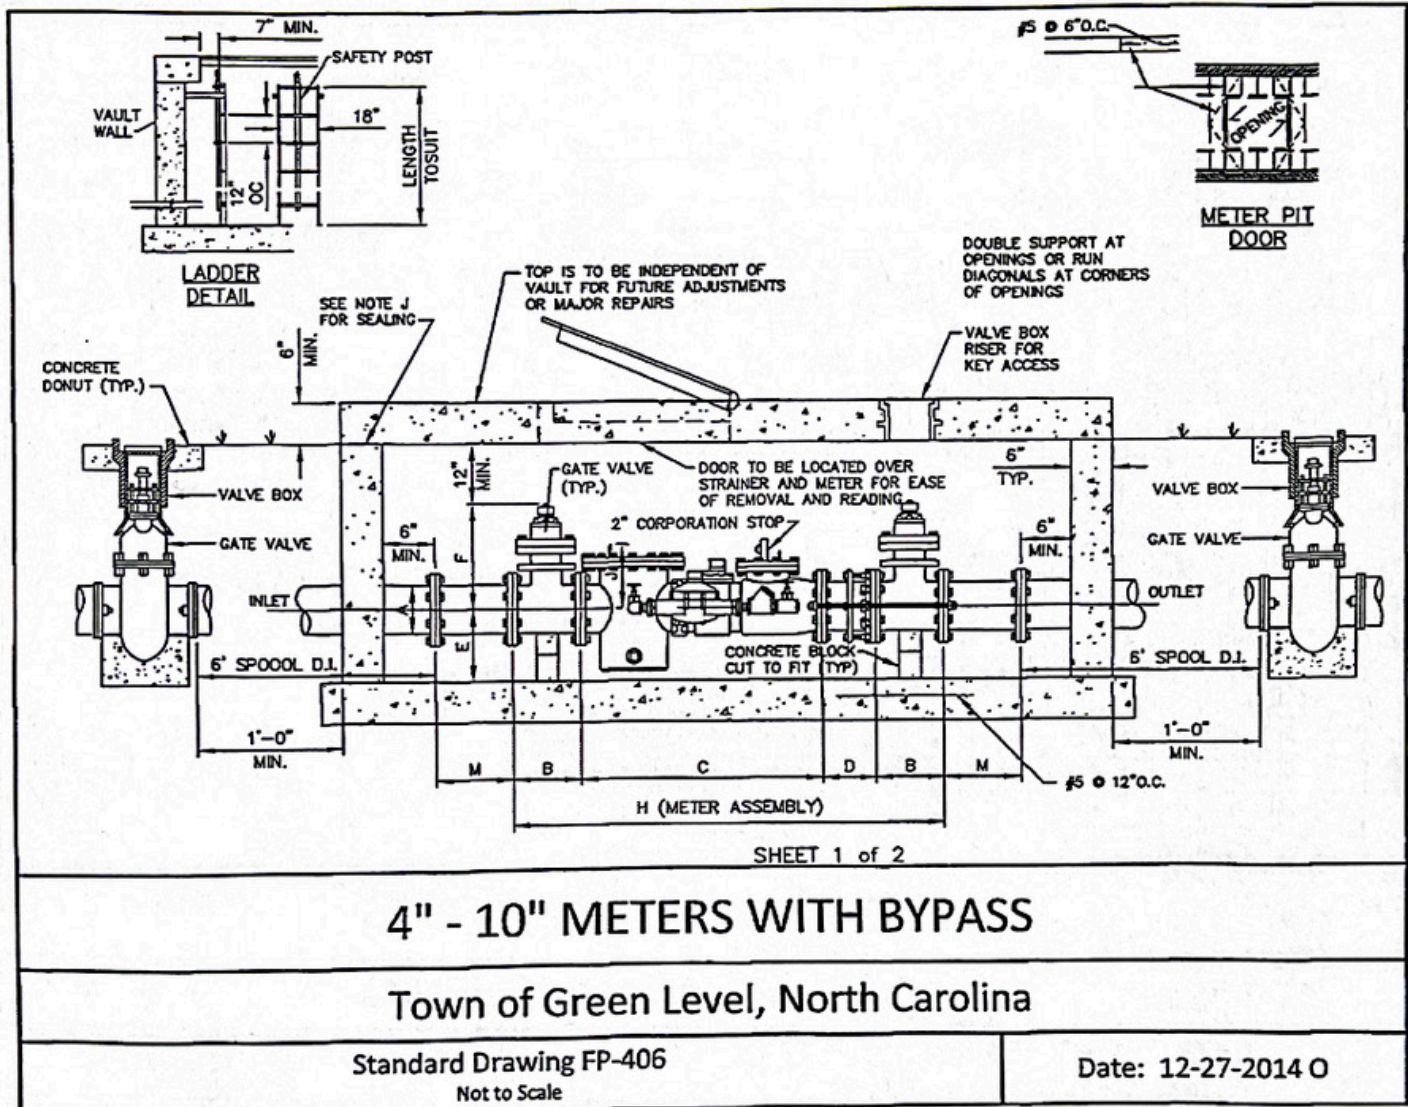 7" MIN.
SAFETY POST
VAULT
WALL
18"
LENGTH
TOSUIT
12"
OC
LADDER
DETAIL
#5 @ 6"O.C.
OPENING
METER PIT
DOOR
DOUBLE SUPPORT AT
OPENINGS OR RUN
DIAGONALS AT CORNERS
OF OPENINGS
TOP IS TO BE INDEPENDENT OF
VAULT FOR FUTURE ADJUSTMENTS
OR MAJOR REPAIRS
SEE NOTE J
FOR SEALING
6"
MIN.
CONCRETE
DONUT (TYP.)
VALVE BOX
RISER FOR
KEY ACCESS
12"
MIN.
GATE VALVE
(TYP.)
DOOR TO BE LOCATED OVER
STRAINER AND METER FOR EASE
OF REMOVAL AND READING
6"
TYP.
VALVE BOX
VALVE BOX
2" CORPORATION STOP
6"
MIN.
6"
MIN.
GATE VALVE
GATE VALVE
F
J
INLET
A
OUTLET
E
CONCRETE BLOCK
CUT TO FIT (TYP)
6' SPOOOL D.I.
6' SPOOL D.I.
1'-0"
MIN.
1'-0"
MIN.
M
B
C
D
B
M
#5 @ 12"O.C.
H (METER ASSEMBLY)
SHEET 1 of 2
4" - 10" METERS WITH BYPASS
Town of Green Level, North Carolina
Standard Drawing FP-406
Not to Scale
Date: 12-27-2014 O